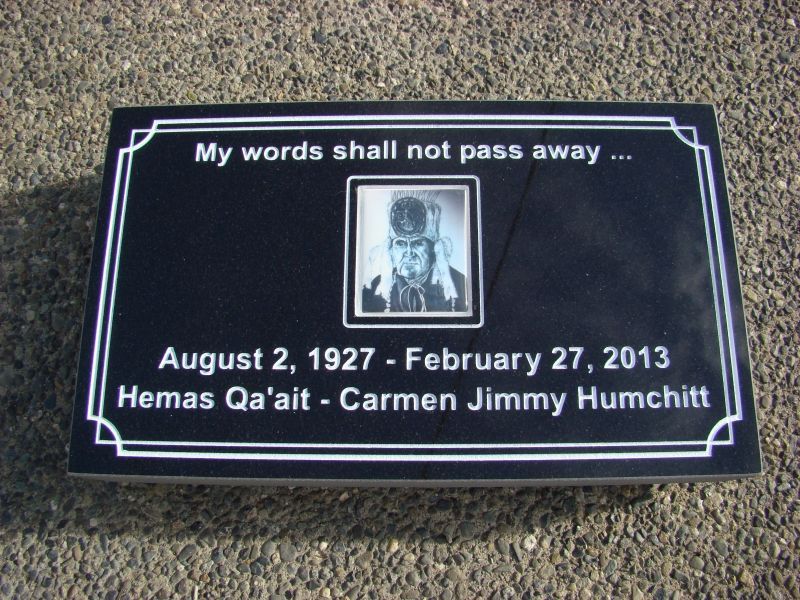 My words shall not pass away ...
August 2, 1927 - February 27, 2013
Hemas Qa'ait - Carmen Jimmy Humchitt